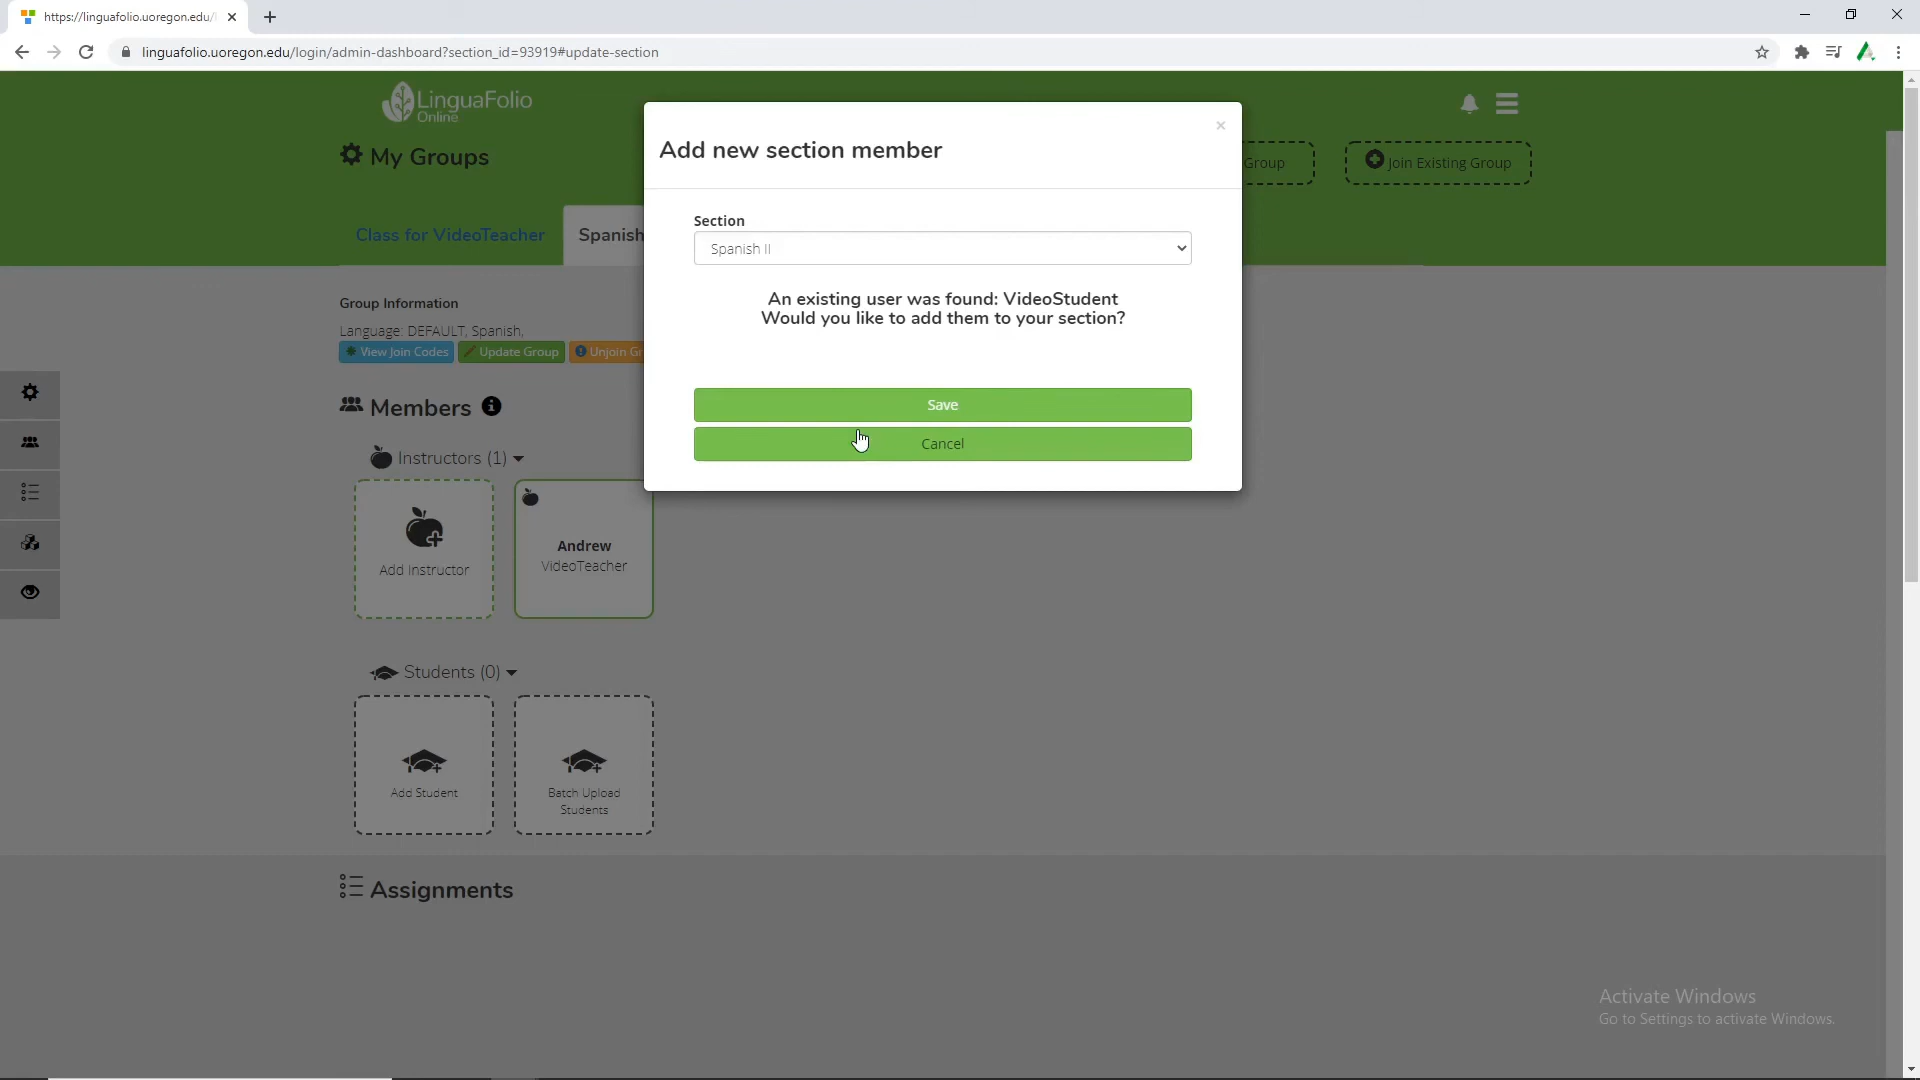 https://linguafolio.uoregon.edu/
linguafolio.uoregon.edu/login/admin-dashboard?section_id=93919#update-section
LinguaFolio
Online
My Groups
Group
Join Existing Group
Class for VideoTeacher
Spanish
Add new section member
×
Section
Spanish II
An existing user was found: VideoStudent
Would you like to add them to your section?
Save
Cancel
Group Information
Language: DEFAULT, Spanish,
View Join Codes
Update Group
Unjoin Gr
Members
Instructors (1)
Add Instructor
Andrew
VideoTeacher
Students (0)
Add Student
Batch Upload
Students
Assignments
Activate Windows
Go to Settings to activate Windows.